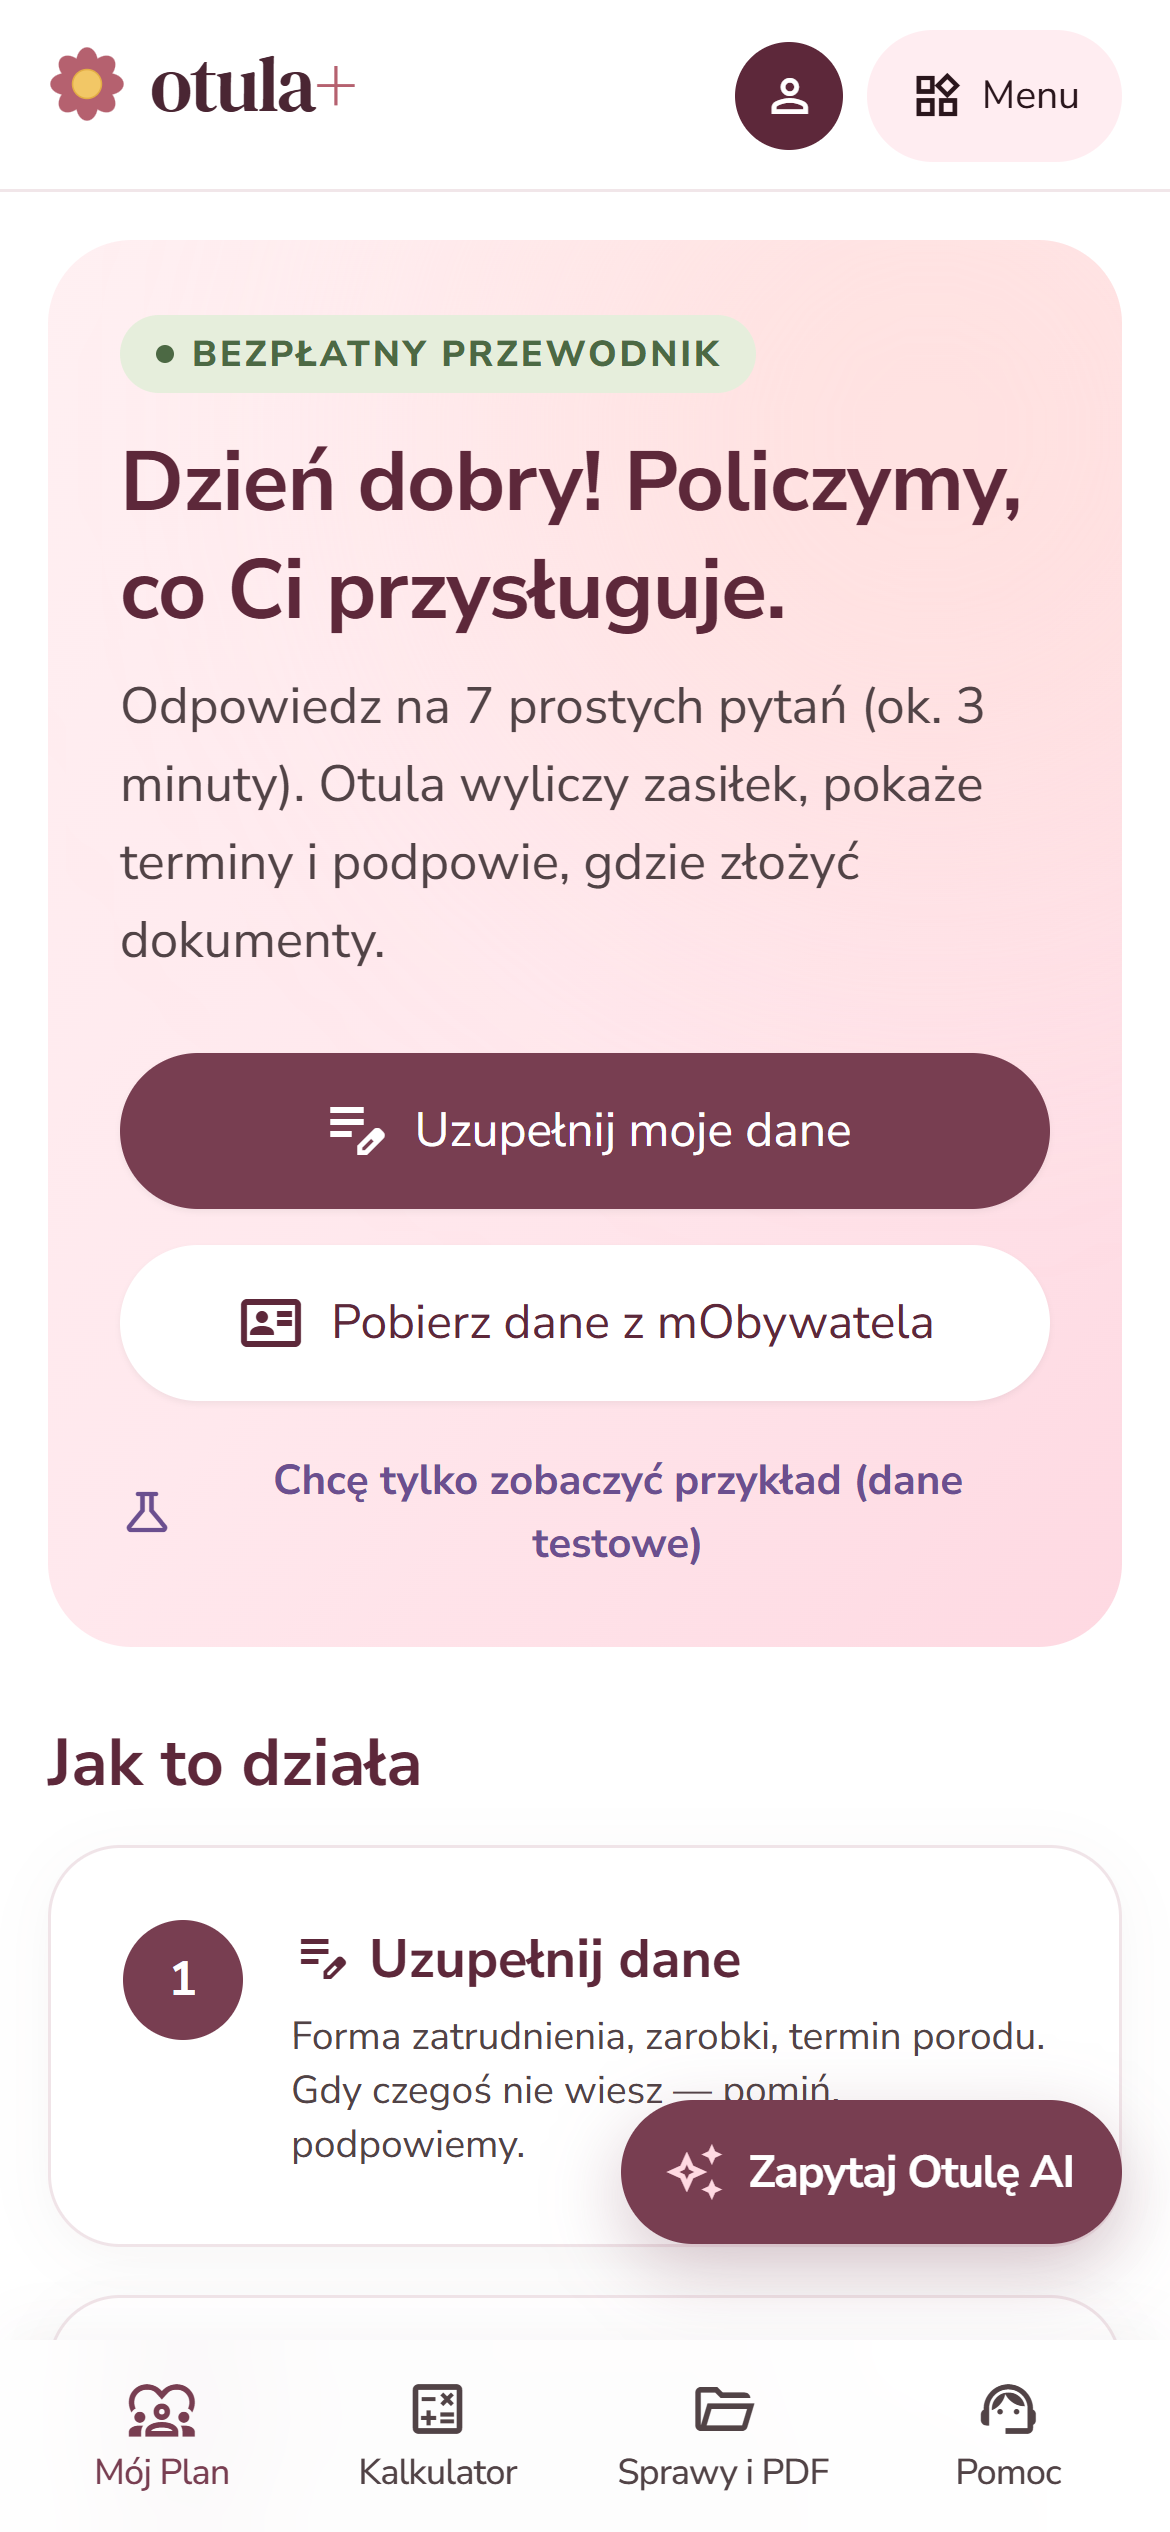 otula+
Menu
BEZPŁATNY PRZEWODNIK
Dzień dobry! Policzymy,
co Ci przysługuje.
Odpowiedz na 7 prostych pytań (ok. 3
minuty). Otula wyliczy zasiłek, pokaże
terminy i podpowie, gdzie złożyć
dokumenty.
Uzupełnij moje dane
Pobierz dane z mObywatela
Chcę tylko zobaczyć przykład (dane
testowe)
Jak to działa
1
Uzupełnij dane
Forma zatrudnienia, zarobki, termin porodu.
Gdy czegoś nie wiesz — pomiń,
podpowiemy.
Zapytaj Otulę AI
Mój Plan
Kalkulator
Sprawy i PDF
Pomoc